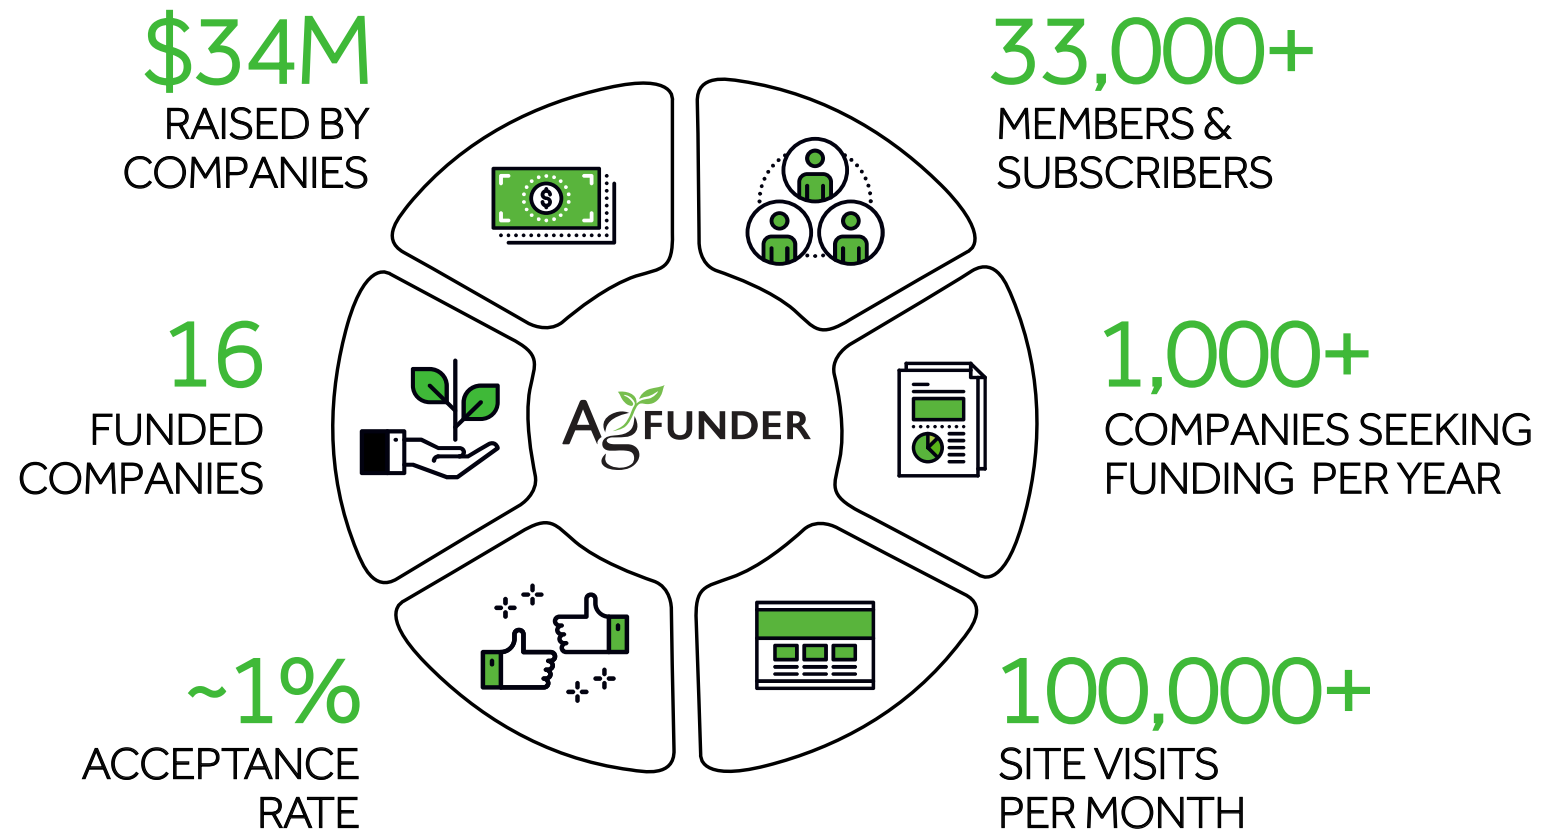 $34M
RAISED BY
COMPANIES
33,000+
MEMBERS &
SUBSCRIBERS
$
16
FUNDED
COMPANIES
AgFUNDER
1,000+
COMPANIES SEEKING
FUNDING PER YEAR
~1%
ACCEPTANCE
RATE
100,000+
SITE VISITS
PER MONTH